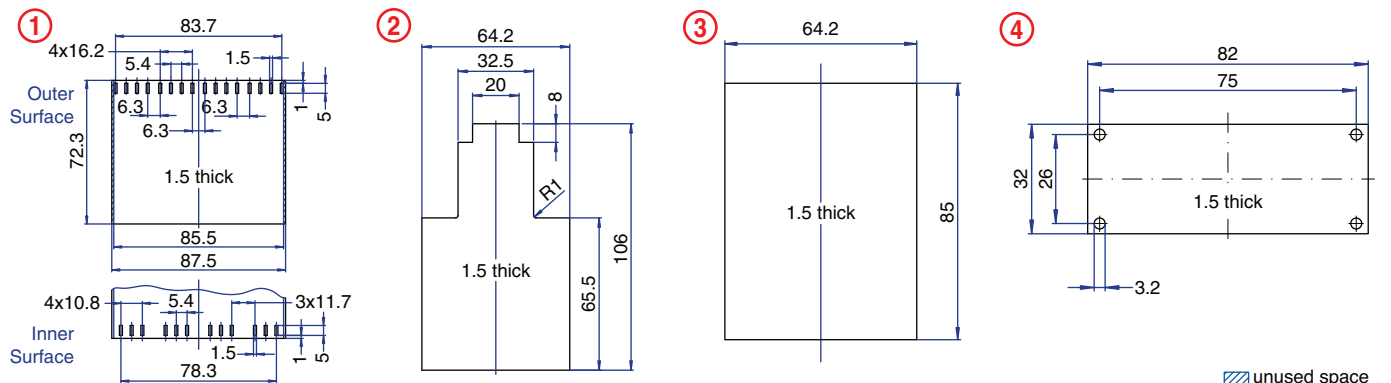 1
83.7
4x16.2
1.5
5.4
Outer
Surface
6.3
6.3
6.3
1
5
72.3
1.5 thick
85.5
87.5
4x10.8
5.4
3x11.7
Inner
Surface
1.5
1
5
78.3
2
64.2
32.5
20
8
R1
1.5 thick
106
65.5
3
64.2
1.5 thick
85
4
82
75
32
26
1.5 thick
3.2
unused space